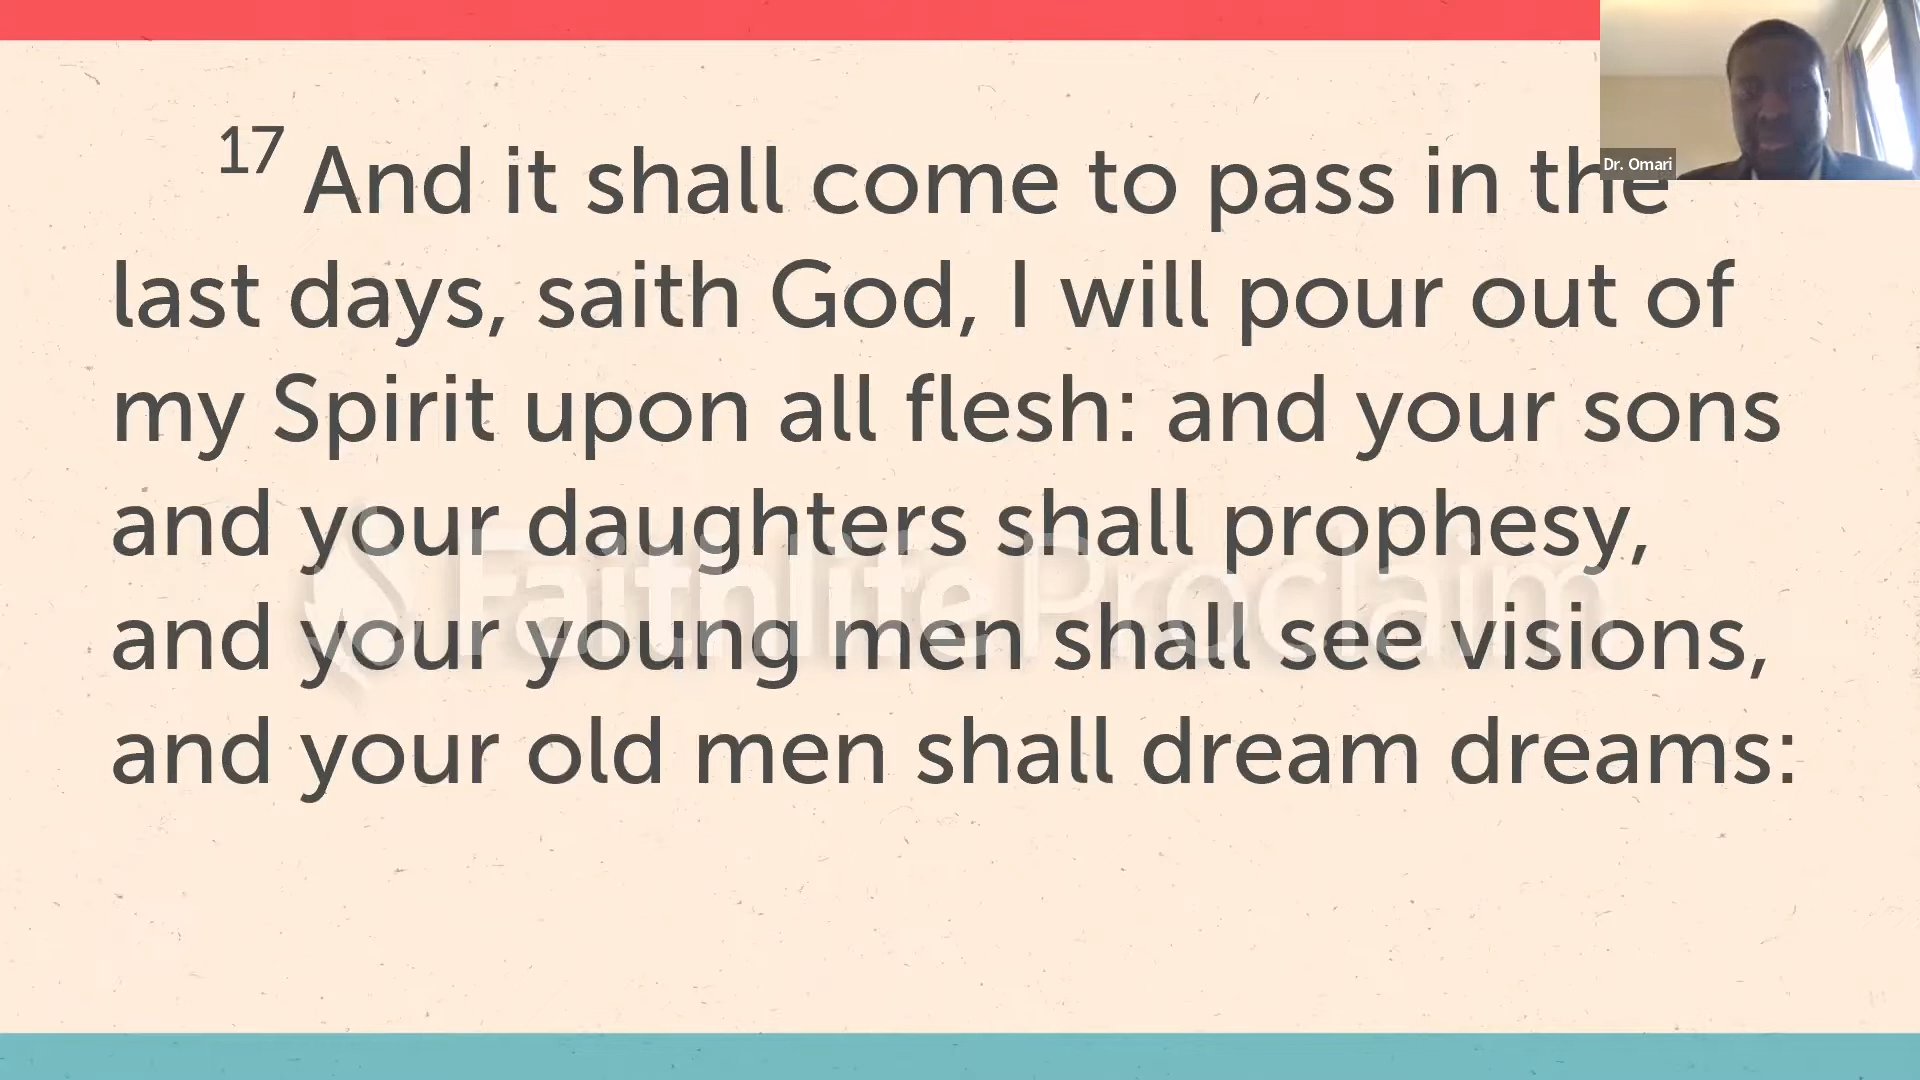 17 And it shall come to pass in the
Dr. Omari
last days, saith God, I will pour out of
my Spirit upon all flesh: and your sons
and your daughters shall prophesy,
Faithlife Proclaim
and your young men shall see visions,
and your old men shall dream dreams: